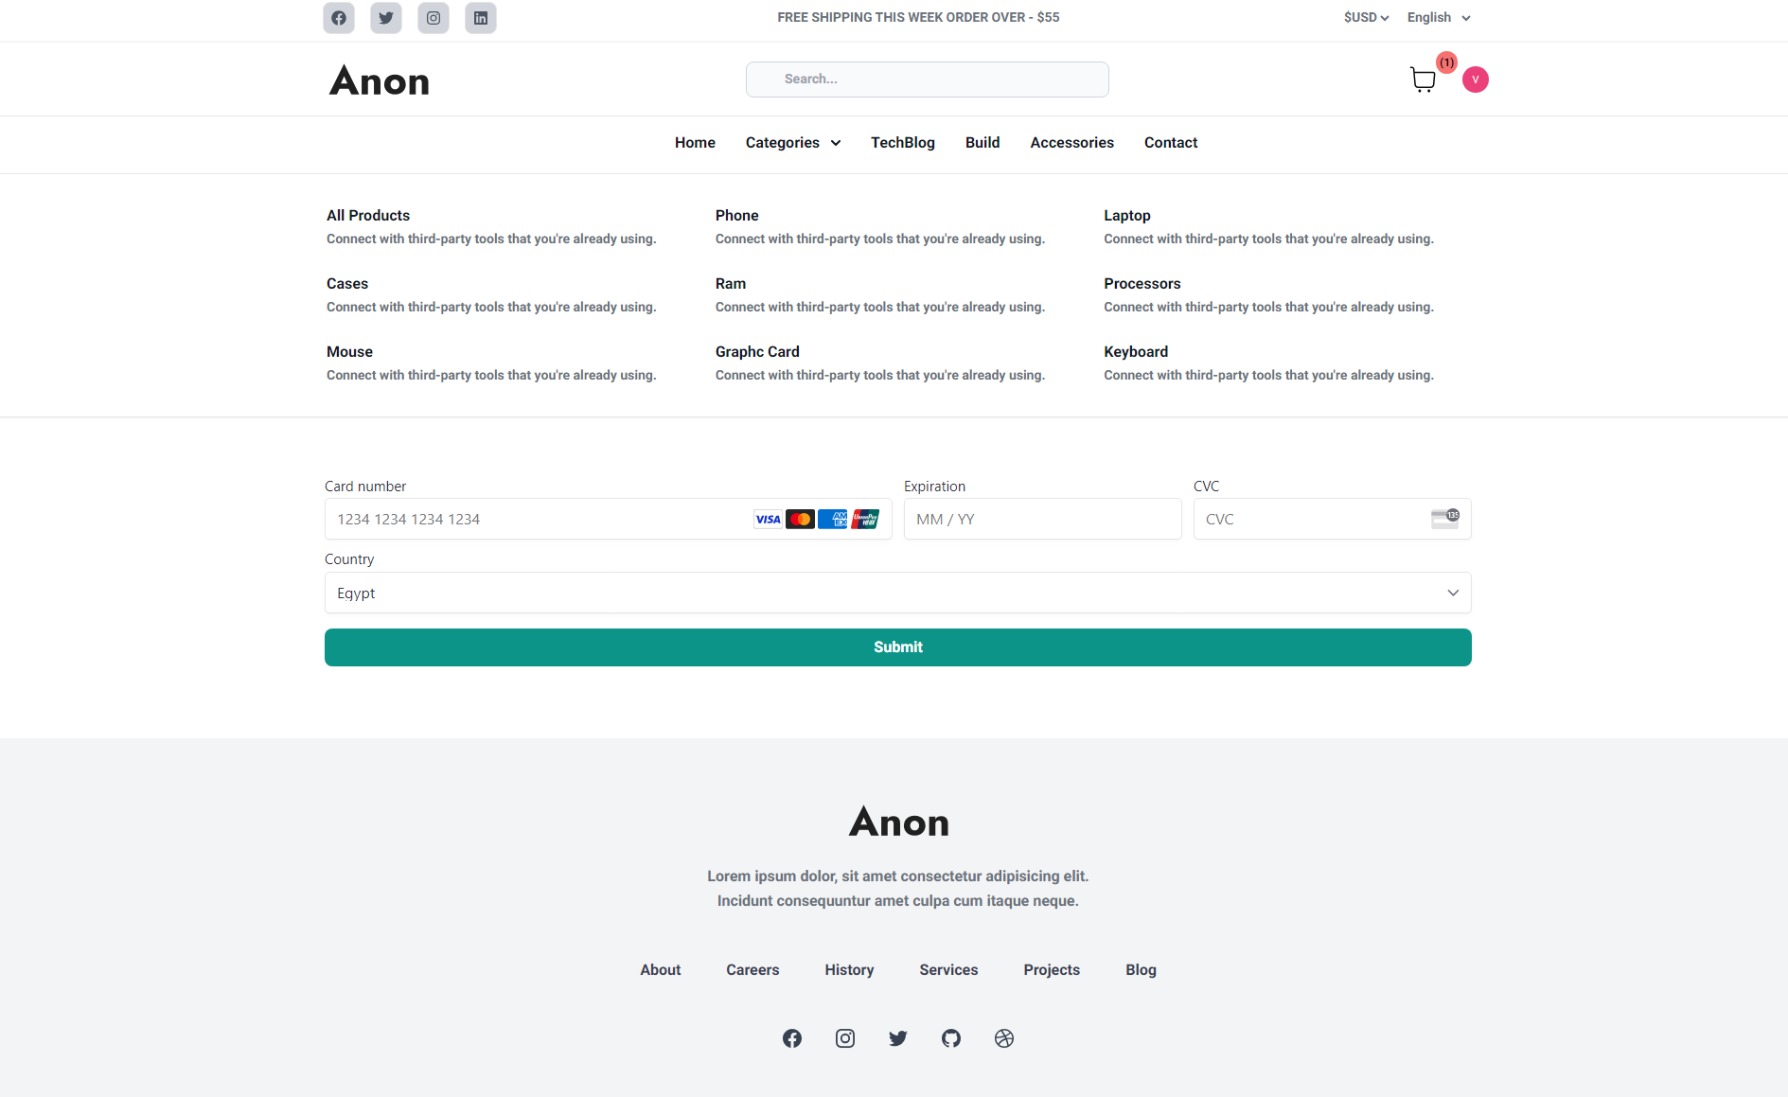 FREE SHIPPING THIS WEEK ORDER OVER - $55
$USD English
Anon
Search...
(1)
V
Home Categories TechBlog Build Accessories Contact
All Products Phone Laptop
Connect with third-party tools that you're already using. Connect with third-party tools that you're already using. Connect with third-party tools that you're already using.
Cases Ram Processors
Connect with third-party tools that you're already using. Connect with third-party tools that you're already using. Connect with third-party tools that you're already using.
Mouse Graphc Card Keyboard
Connect with third-party tools that you're already using. Connect with third-party tools that you're already using. Connect with third-party tools that you're already using.
Card number Expiration CVC
1234 1234 1234 1234 VISA AM EX UnionPay MM / YY CVC 135
Country
Egypt
Submit
Anon
Lorem ipsum dolor, sit amet consectetur adipisicing elit.
Incidunt consequuntur amet culpa cum itaque neque.
About Careers History Services Projects Blog